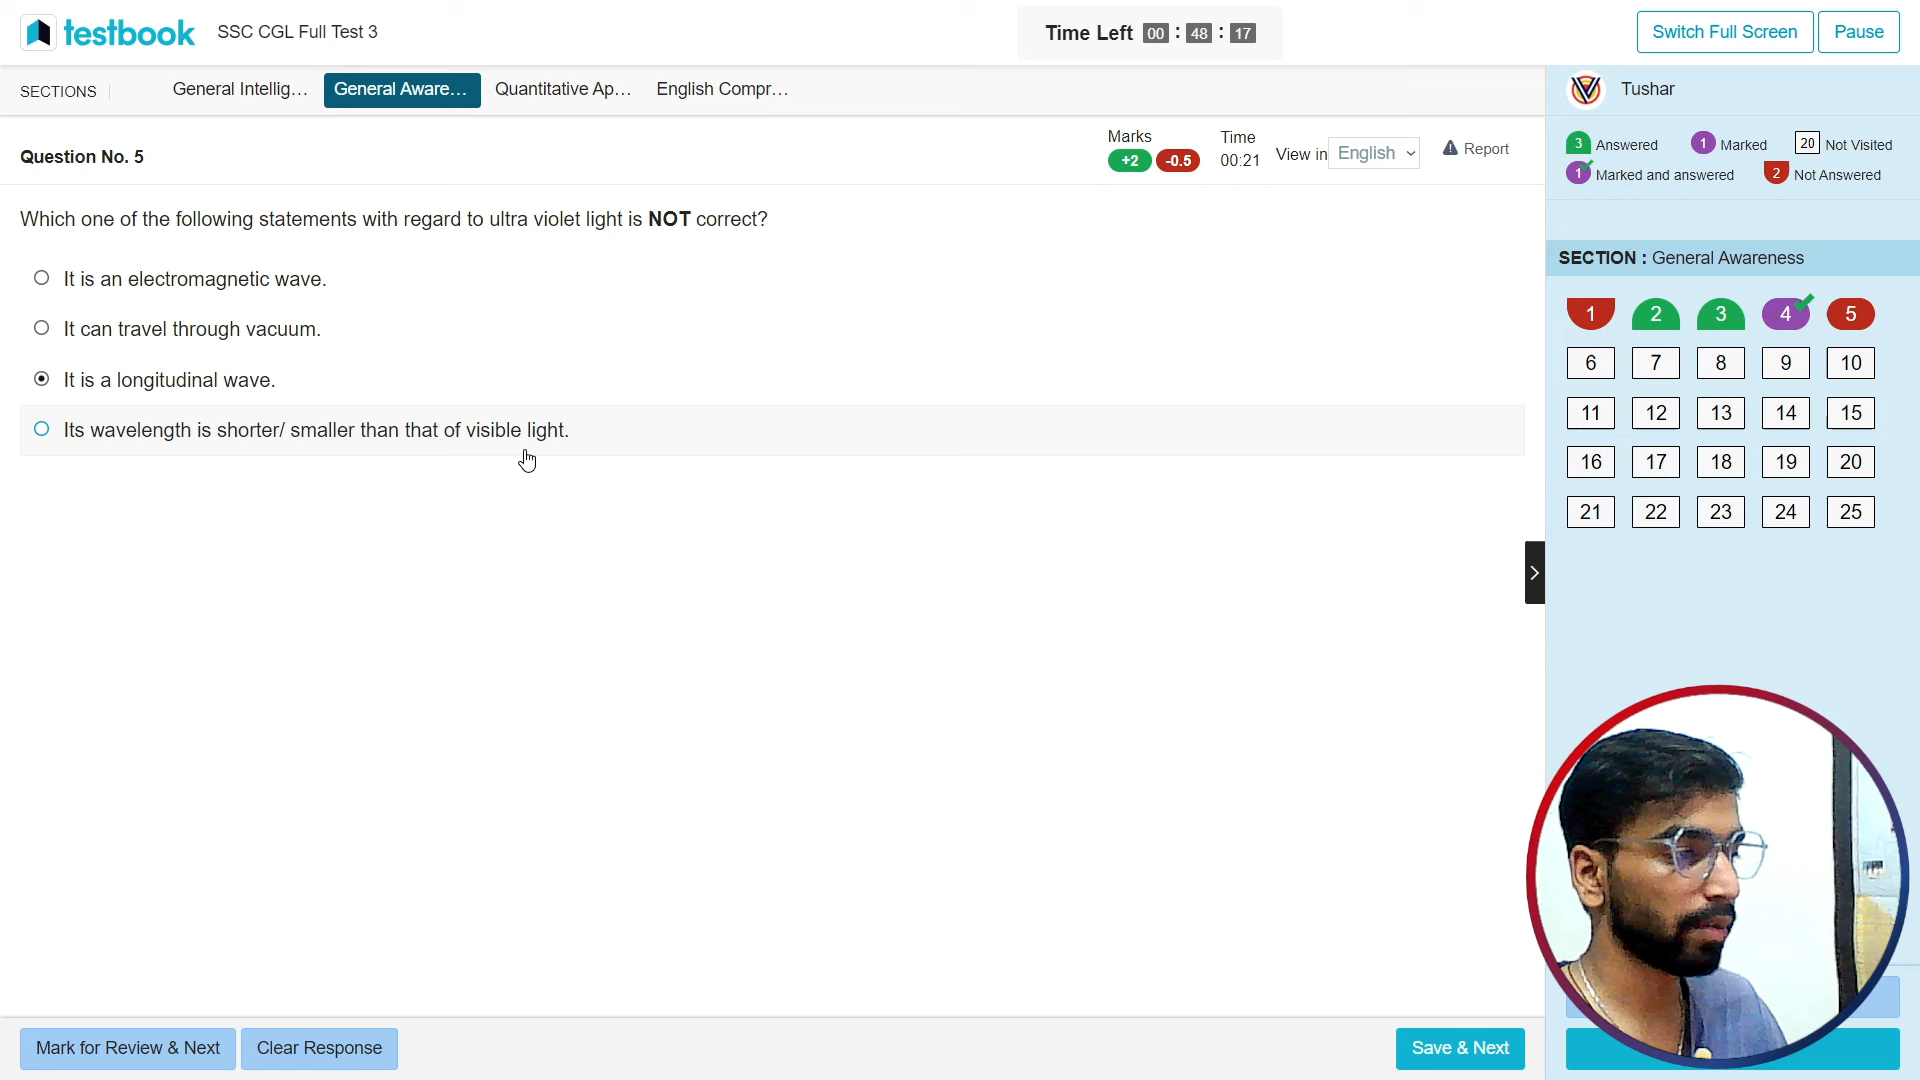 testbook SSC CGL Full Test 3 Time Left 00 : 48 : 17 Switch Full Screen Pause
SECTIONS General Intellig... General Aware... Quantitative Ap... English Compr...
Tushar
Question No. 5
Marks
+2 -0.5
Time
00:21
View in English
Report
3 Answered 1 Marked 20 Not Visited
1 Marked and answered 2 Not Answered
Which one of the following statements with regard to ultra violet light is NOT correct?
It is an electromagnetic wave.
It can travel through vacuum.
It is a longitudinal wave.
Its wavelength is shorter/ smaller than that of visible light.
SECTION : General Awareness
1 2 3 4 5
6 7 8 9 10
11 12 13 14 15
16 17 18 19 20
21 22 23 24 25
Mark for Review & Next Clear Response Save & Next